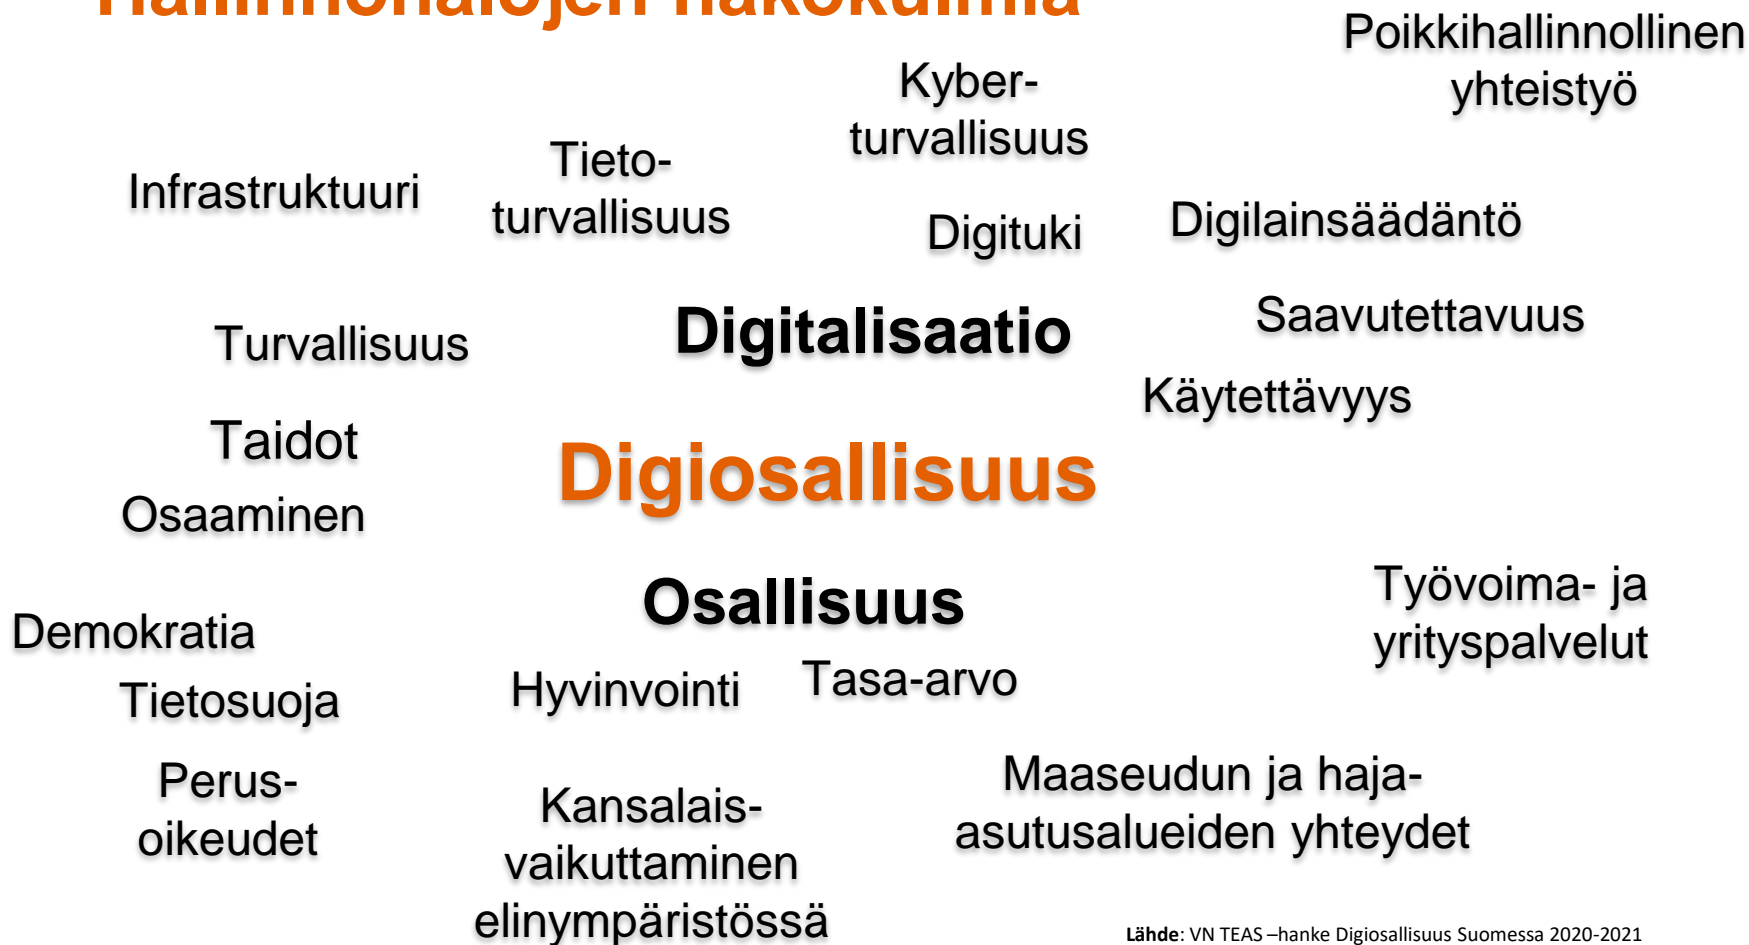 Hallinnonalojen näkökulmia
Poikkihallinnollinen
yhteistyö
Kyber-
turvallisuus
Tieto-
turvallisuus
Infrastruktuuri
Digituki
Digilainsäädäntö
Digitalisaatio
Saavutettavuus
Turvallisuus
Käytettävyys
Taidot
Digiosallisuus
Osaaminen
Osallisuus
Työvoima- ja
yrityspalvelut
Demokratia
Tietosuoja
Hyvinvointi
Tasa-arvo
Perus-
oikeudet
Kansalais-
vaikuttaminen
elinympäristössä
Maaseudun ja haja-
asutusalueiden yhteydet
Lähde: VN TEAS –hanke Digiosallisuus Suomessa 2020-2021